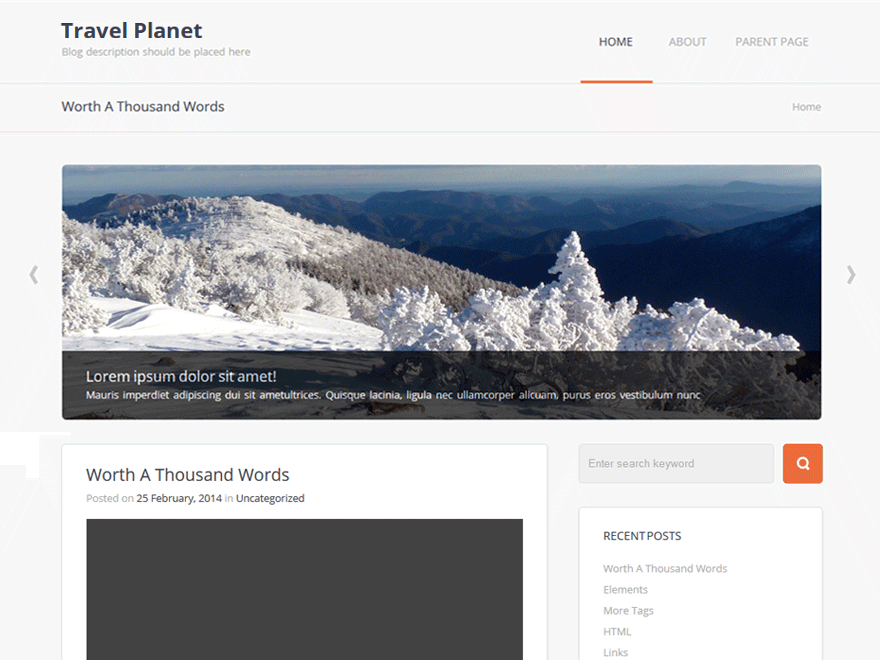 Travel Planet
Blog description should be placed here
HOME
ABOUT
PARENT PAGE
Worth A Thousand Words
Home
Lorem ipsum dolor sit amet!
Mauris imperdiet adipiscing dui sit ametultrices. Quisque lacinia, ligula nec ullamcorper alicuam, purus eros vestibulum nunc
Worth A Thousand Words
Posted on 25 February, 2014 in Uncategorized
Enter search keyword
RECENT POSTS
Worth A Thousand Words
Elements
More Tags
HTML
Links